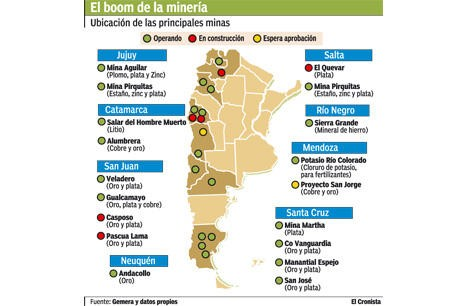 El boom de la minería
Ubicación de las principales minas
Operando
En construcción
Espera aprobación
Jujuy
Mina Aguilar
(Plomo, plata y Zinc)
Mina Pirquitas
(Estaño, zinc y plata)
Catamarca
Salar del Hombre Muerto
(Litio)
Alumbrera
(Cobre y oro)
San Juan
Veladero
(Oro y plata)
Gualcamayo
(Oro, plata y cobre)
Casposo
(Oro y plata)
Pascua Lama
(Oro y plata)
Neuquén
Andacollo
(Oro)
Salta
El Quevar
(Plata)
Mina Pirquitas
(Estaño, zinc y plata)
Río Negro
Sierra Grande
(Mineral de hierro)
Mendoza
Potasio Río Colorado
(Cloruro de potasio,
para fertilizantes)
Proyecto San Jorge
(Cobre y oro)
Santa Cruz
Mina Martha
(Plata)
Co Vanguardia
(Oro y plata)
Manantial Espejo
(Oro y plata)
San José
(Oro y plata)
Fuente: Gemera y datos propios
El Cronista